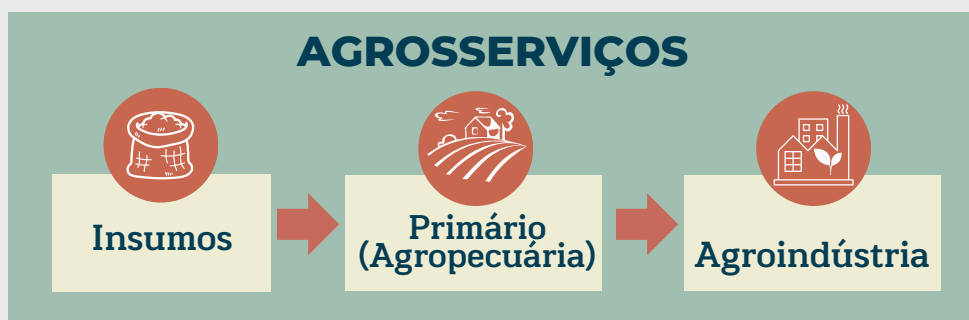 AGROSSERVIÇOS
Insumos
Primário
(Agropecuária)
Agroindústria